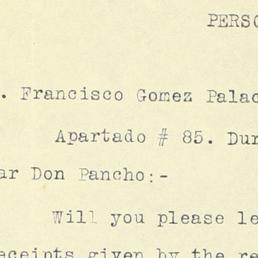 PERSO
. Francisco Gomez Palac
Apartado # 85. Dur
ar Don Pancho:-
Will you please le
eceipts given by the re